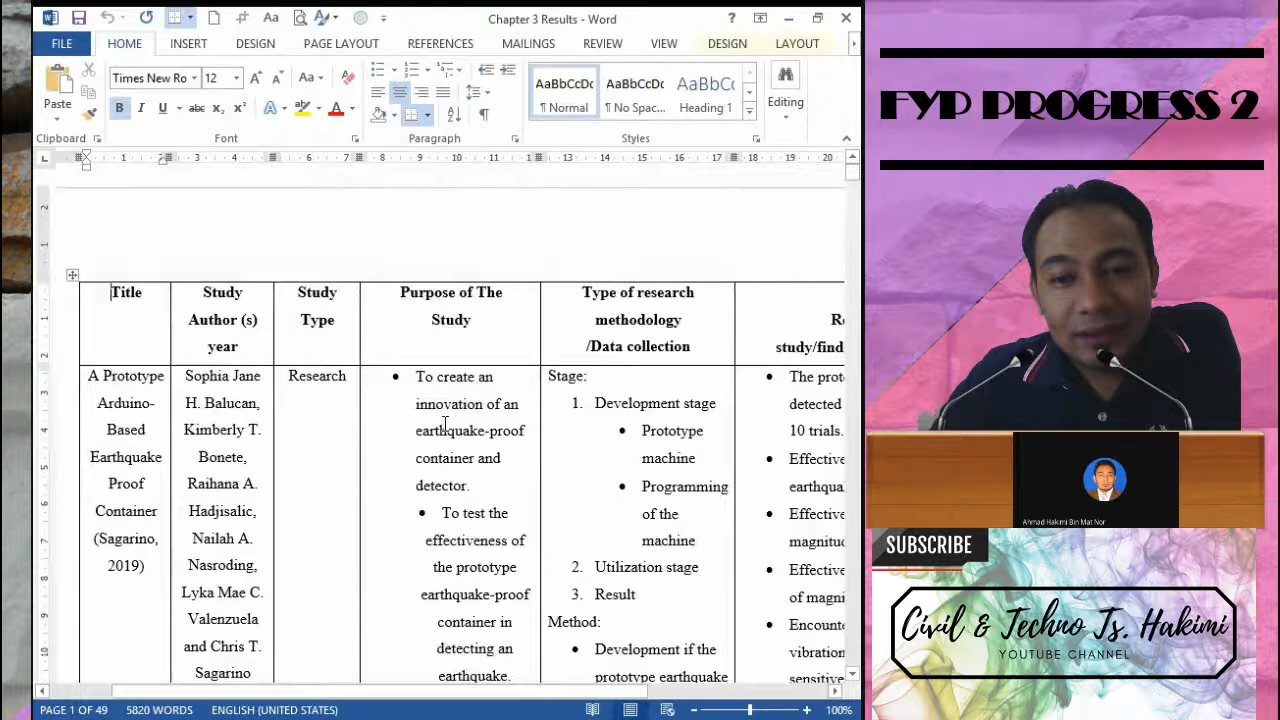 Chapter 3 Results - Word
FILE
HOME
INSERT
DESIGN
PAGE LAYOUT
REFERENCES
MAILINGS
REVIEW
VIEW
DESIGN
LAYOUT
Times New Ro
12
Paste
AaBbCcDc
AaBbCcDc
AaBbC
¶ Normal
¶ No Spac...
Heading 1
Editing
Clipboard
Font
Paragraph
Styles
Title
Study
Author (s)
year
Study
Type
Purpose of The
Study
Type of research
methodology
/Data collection
study/find
A Prototype
Arduino-
Based
Earthquake
Proof
Container
(Sagarino,
2019)
Sophia Jane
H. Balucan,
Kimberly T.
Bonete,
Raihana A.
Hadjisalic,
Nailah A.
Nasroding,
Lyka Mae C.
Valenzuela
and Chris T.
Sagarino
Research
• To create an
innovation of an
earthquake-proof
container and
detector.
• To test the
effectiveness of
the prototype
earthquake-proof
container in
detecting an
earthquake.
Stage:
1. Development stage
• Prototype
machine
• Programming
of the
machine
2. Utilization stage
3. Result
Method:
• Development if the
prototype earthquake
• The prot
detected
10 trials.
• Effective
earthqua
• Effective
magnitu
• Effective
of magni
• Encounte
vibration
sensitive
PAGE 1 OF 49
5820 WORDS
ENGLISH (UNITED STATES)
100%
FYP PROGRESS 2
Ahmad Hakimi Bin Mat Nor
SUBSCRIBE
Civil & Techno Ts. Hakimi
YOUTUBE CHANNEL